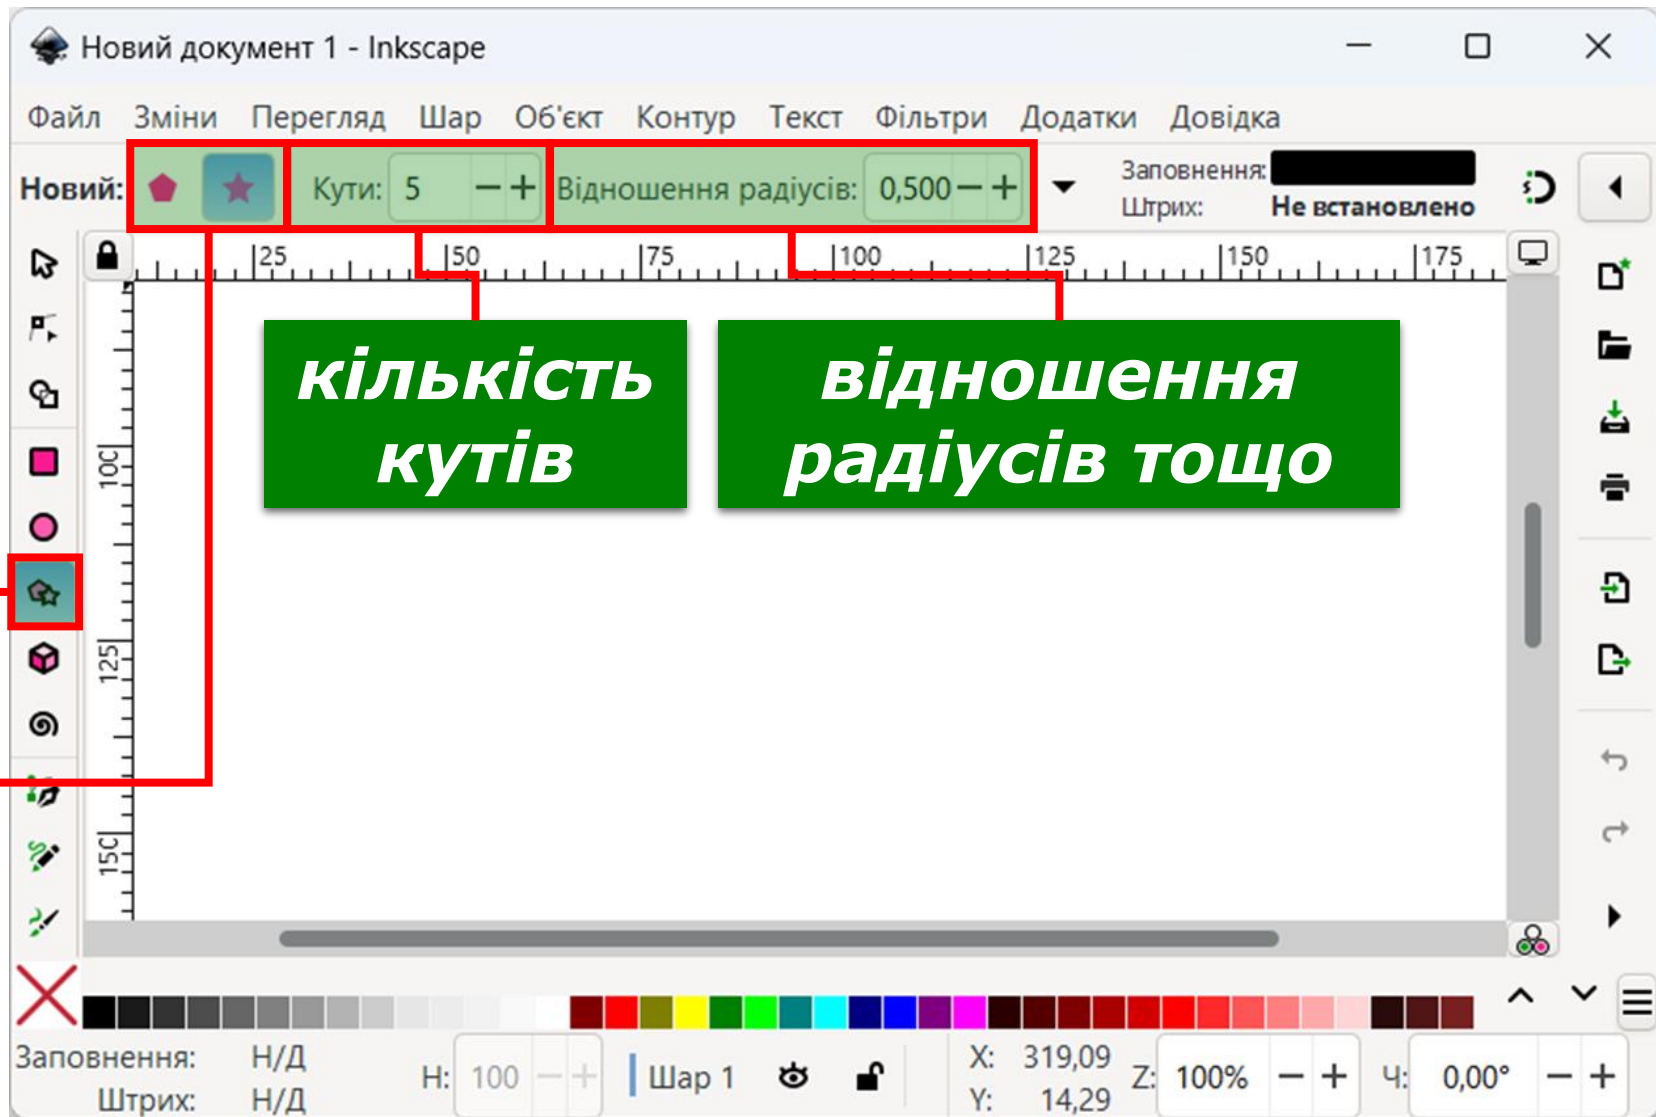 Новий документ 1 - Inkscape
Файл Зміни Перегляд Шар Об'єкт Контур Текст Фільтри Додатки Довідка
Новий: Кути: 5 Відношення радіусів: 0,500 Заповнення:
Штрих: Не встановлено
25 50 75 100 125 150 175
кількість
кутів
відношення
радіусів тощо
100
125
150
Заповнення: Н/Д
Штрих: Н/Д
Н: 100 Шар 1
X: 319,09
Y: 14,29
Z: 100% Ч: 0,00°